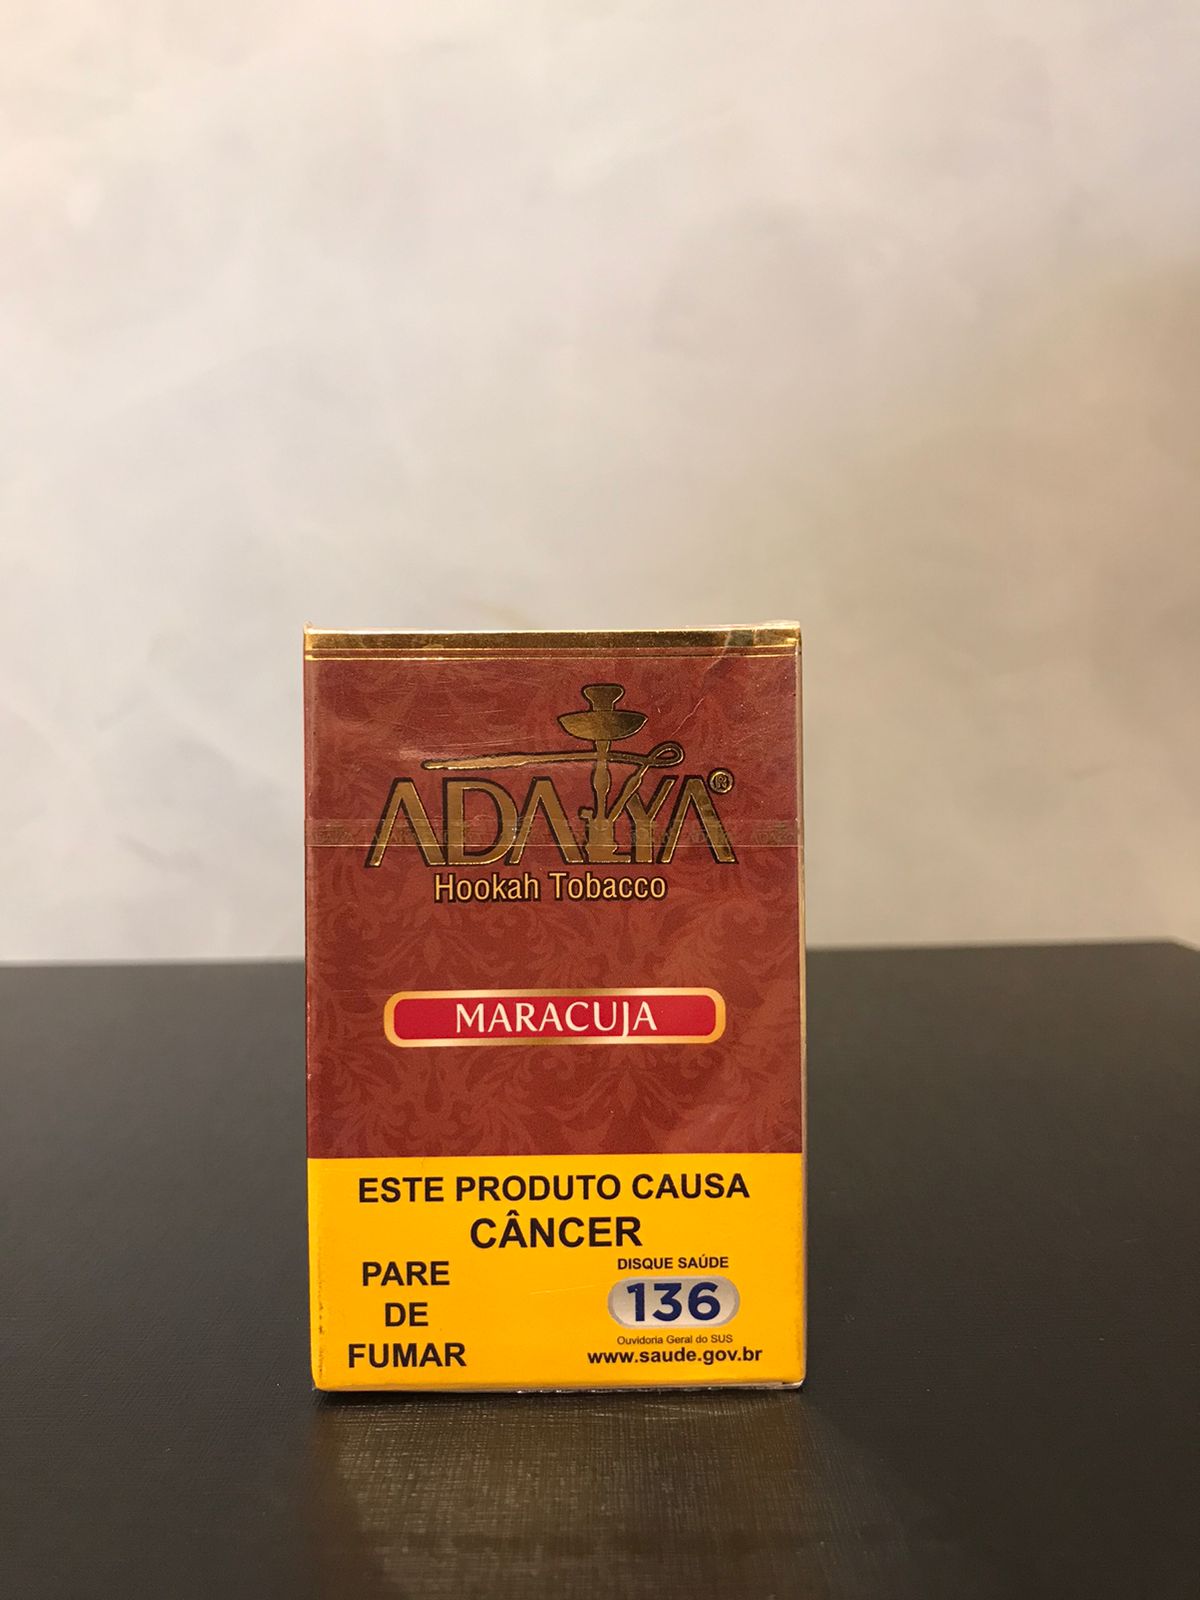 ADALYA®
Hookah Tobacco
MARACUJA
ESTE PRODUTO CAUSA
CÂNCER
PARE
DE
FUMAR
DISQUE SAÚDE
136
Ouvidoria Geral do SUS
www.saude.gov.br